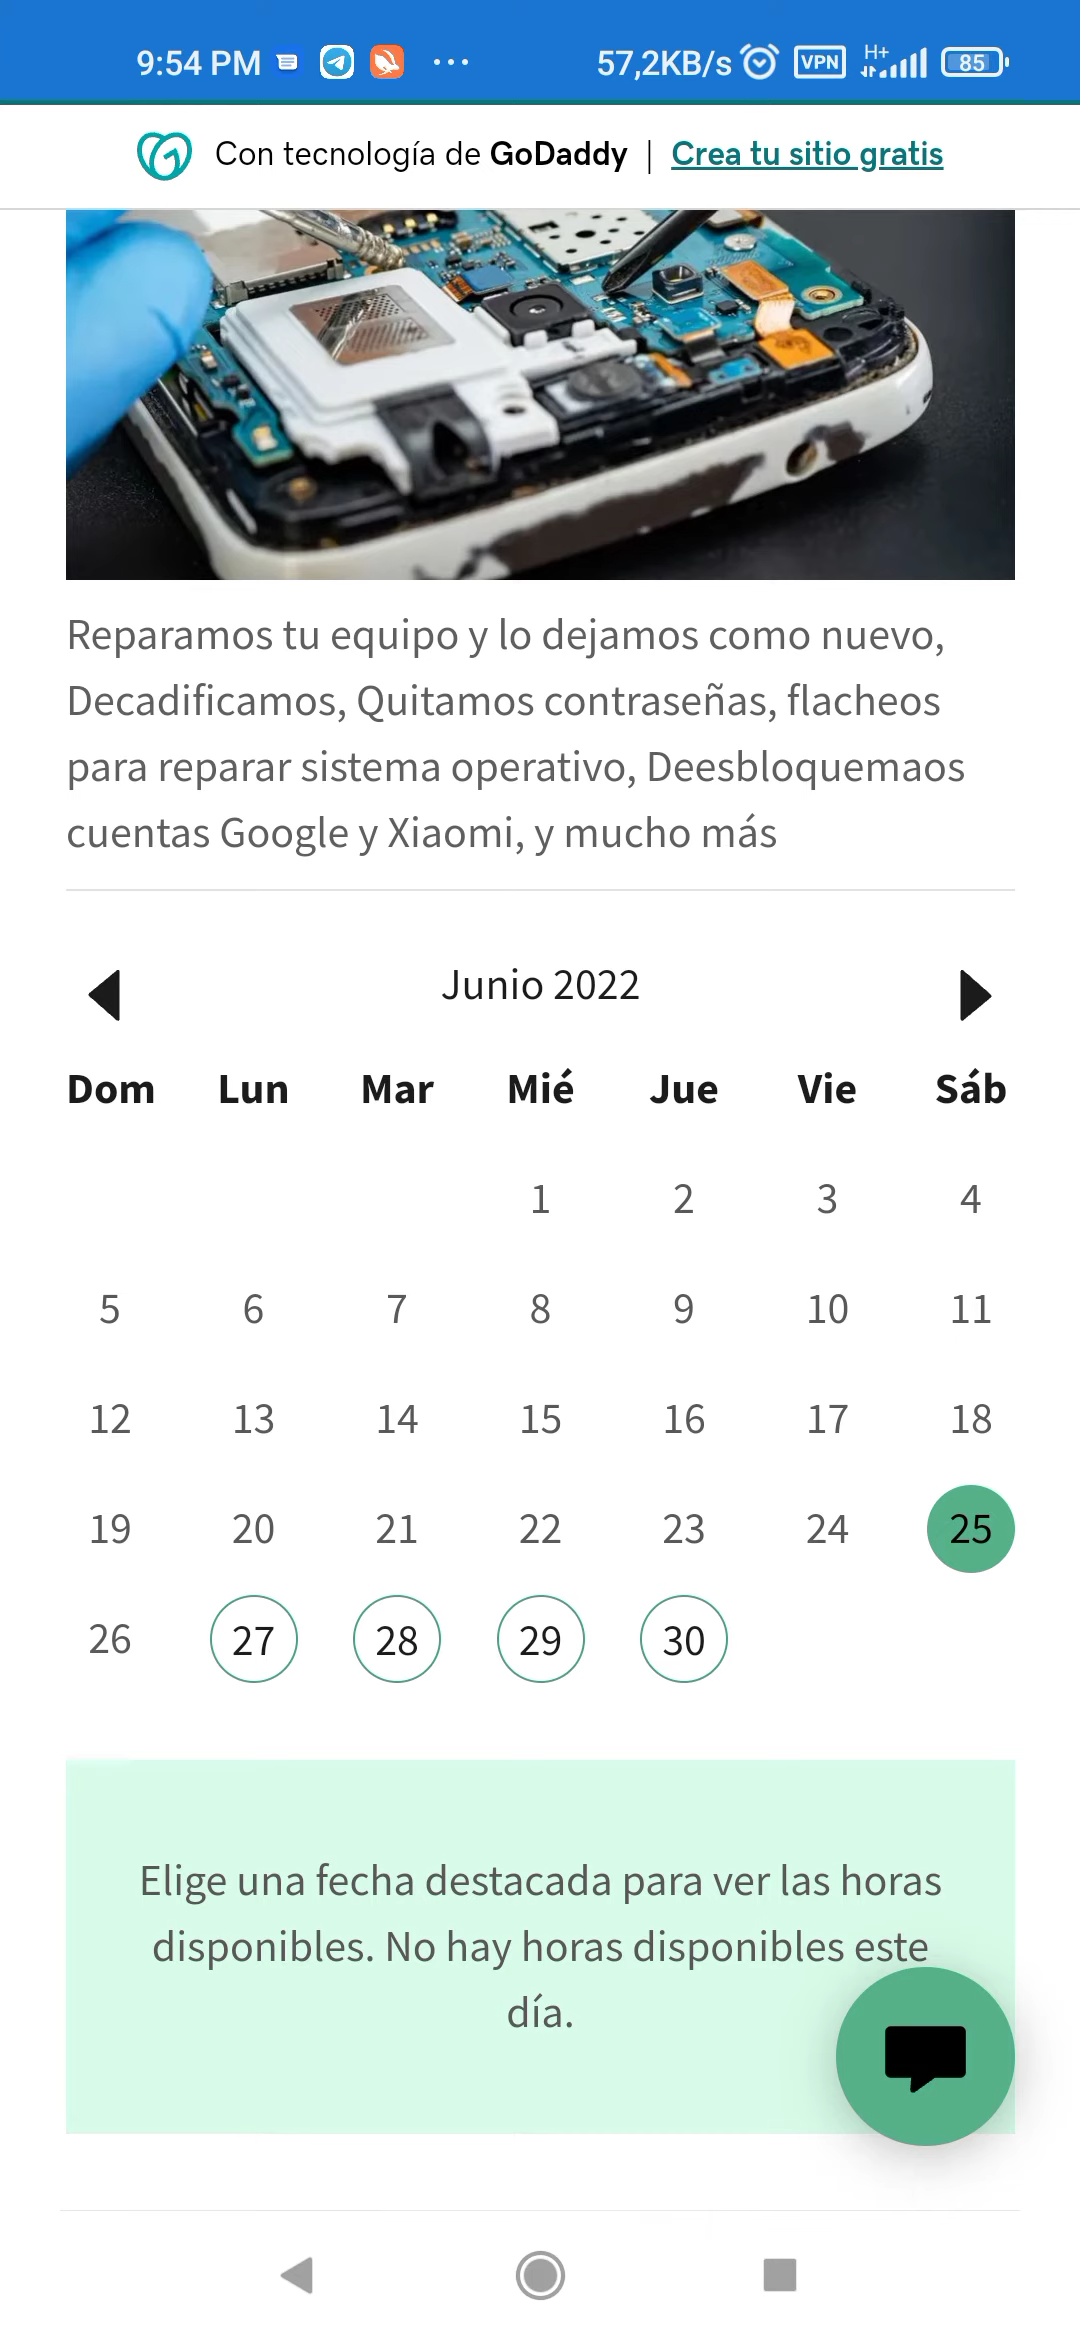 9:54 PM ... 57,2KB/s VPN H+ 85
Con tecnología de GoDaddy | Crea tu sitio gratis
Reparamos tu equipo y lo dejamos como nuevo,
Decadificamos, Quitamos contraseñas, flacheos
para reparar sistema operativo, Deesbloquemaos
cuentas Google y Xiaomi, y mucho más
Junio 2022
Dom Lun Mar Mié Jue Vie Sáb
1 2 3 4
5 6 7 8 9 10 11
12 13 14 15 16 17 18
19 20 21 22 23 24 25
26 27 28 29 30
Elige una fecha destacada para ver las horas
disponibles. No hay horas disponibles este
día.